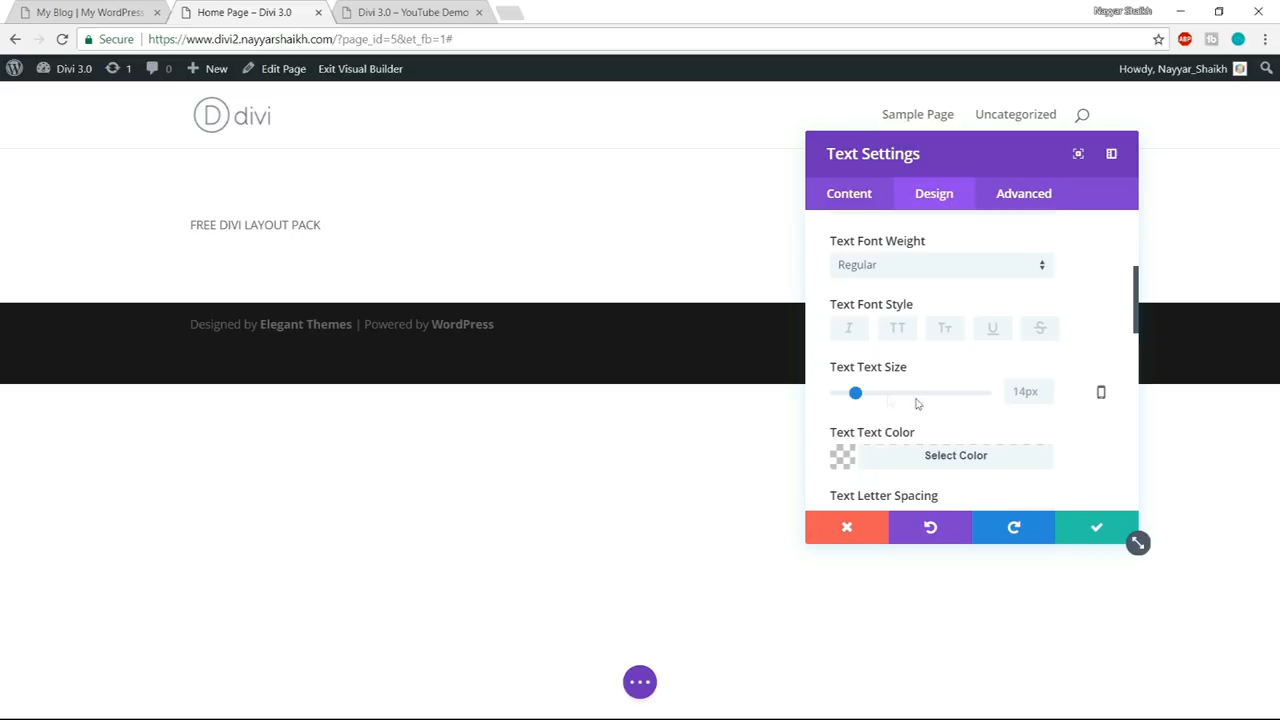 My Blog | My WordPress
Home Page – Divi 3.0
Divi 3.0 – YouTube Demo
Nayyar Shaikh
Secure
https://www.divi2.nayyarshaikh.com/?page_id=5&et_fb=1#
ABP
tb
Divi 3.0
1
0
New
Edit Page
Exit Visual Builder
Howdy, Nayyar_Shaikh
D divi
Sample Page
Uncategorized
Text Settings
Content
Design
Advanced
FREE DIVI LAYOUT PACK
Text Font Weight
Regular
Text Font Style
I
TT
Tт
U
S
Designed by Elegant Themes | Powered by WordPress
Text Text Size
14px
Text Text Color
Select Color
Text Letter Spacing